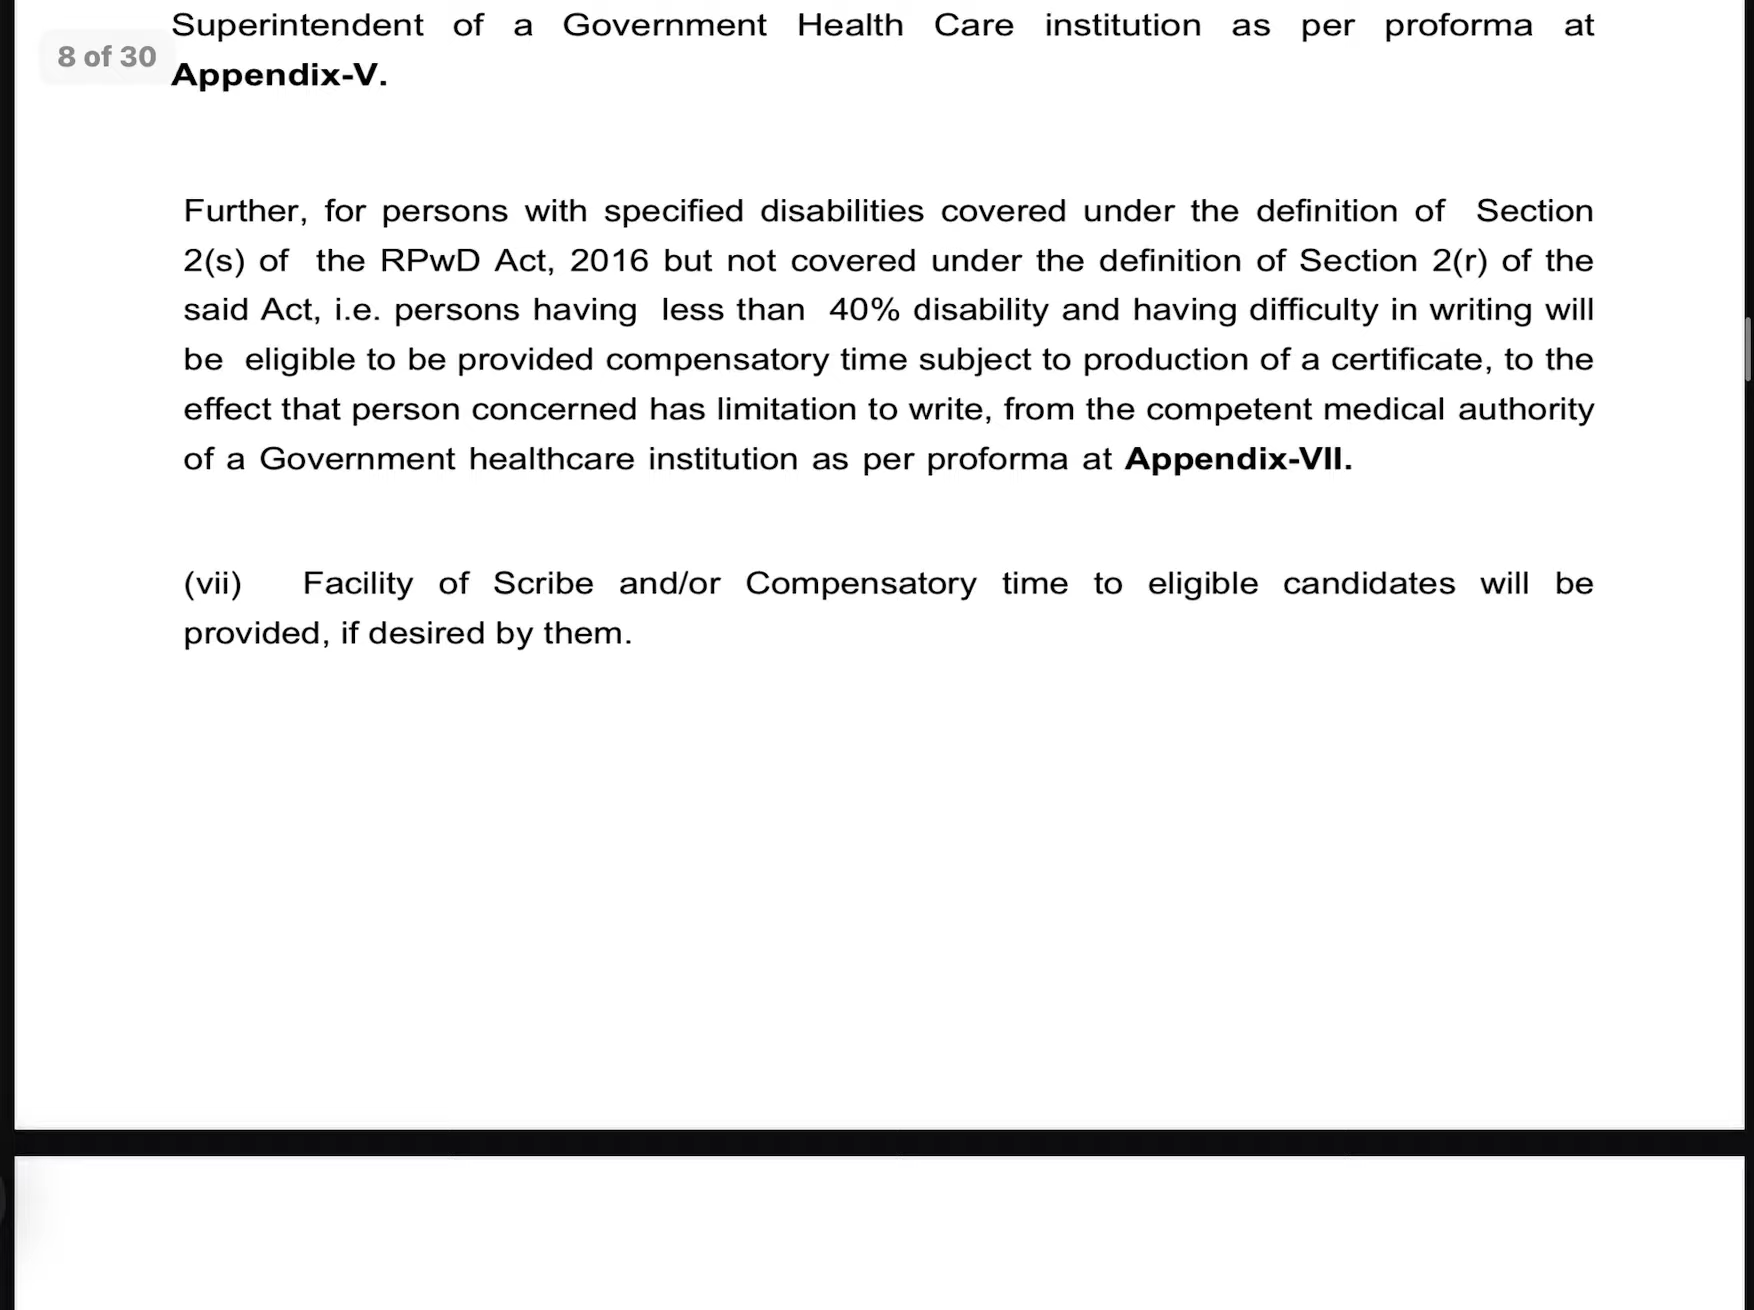 Superintendent of a Government Health Care institution as per proforma at
8 of 30
Appendix-V.
Further, for persons with specified disabilities covered under the definition of Section
2(s) of the RPwD Act, 2016 but not covered under the definition of Section 2(r) of the
said Act, i.e. persons having less than 40% disability and having difficulty in writing will
be eligible to be provided compensatory time subject to production of a certificate, to the
effect that person concerned has limitation to write, from the competent medical authority
of a Government healthcare institution as per proforma at Appendix-VII.
(vii) Facility of Scribe and/or Compensatory time to eligible candidates will be
provided, if desired by them.